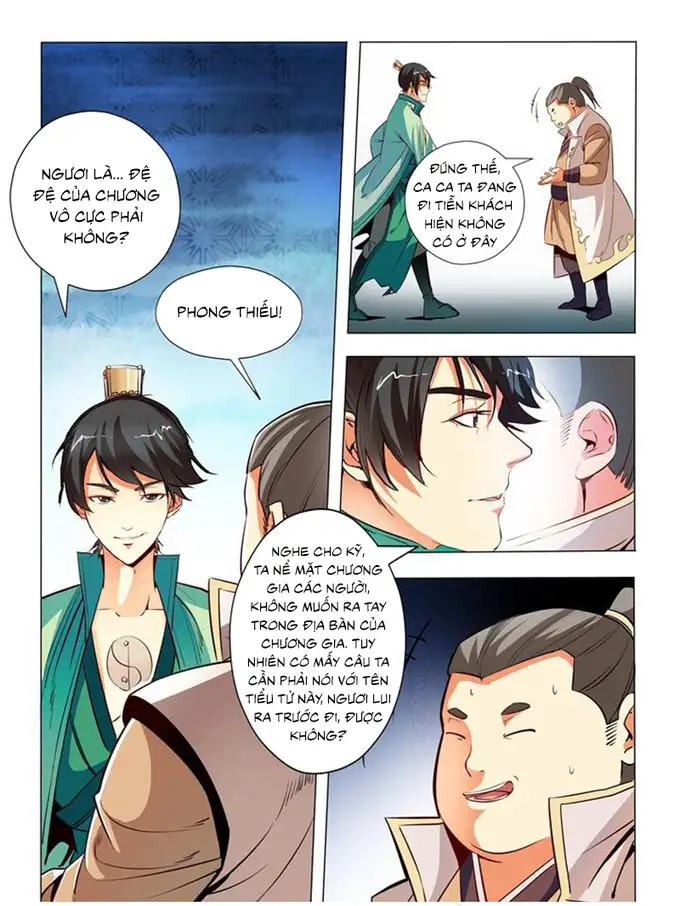 NGƯƠI LÀ... ĐỆ
ĐỆ CỦA CHƯƠNG
VÔ CỰC PHẢI
KHÔNG?
PHONG THIẾU!
ĐÚNG THẾ,
CA CA TA ĐANG
ĐI TIỄN KHÁCH
HIỆN KHÔNG
CÓ Ở ĐÂY
NGHE CHO KỸ,
TA NỂ MẶT CHƯƠNG
GIA CÁC NGƯỜI,
KHÔNG MUỐN RA TAY
TRONG ĐỊA BÀN CỦA
CHƯƠNG GIA. TUY
NHIÊN CÓ MẤY CÂU TA
CẦN PHẢI NÓI VỚI TÊN
TIỂU TỬ NÀY, NGƯƠI LUI
RA TRƯỚC ĐI, ĐƯỢC
KHÔNG?